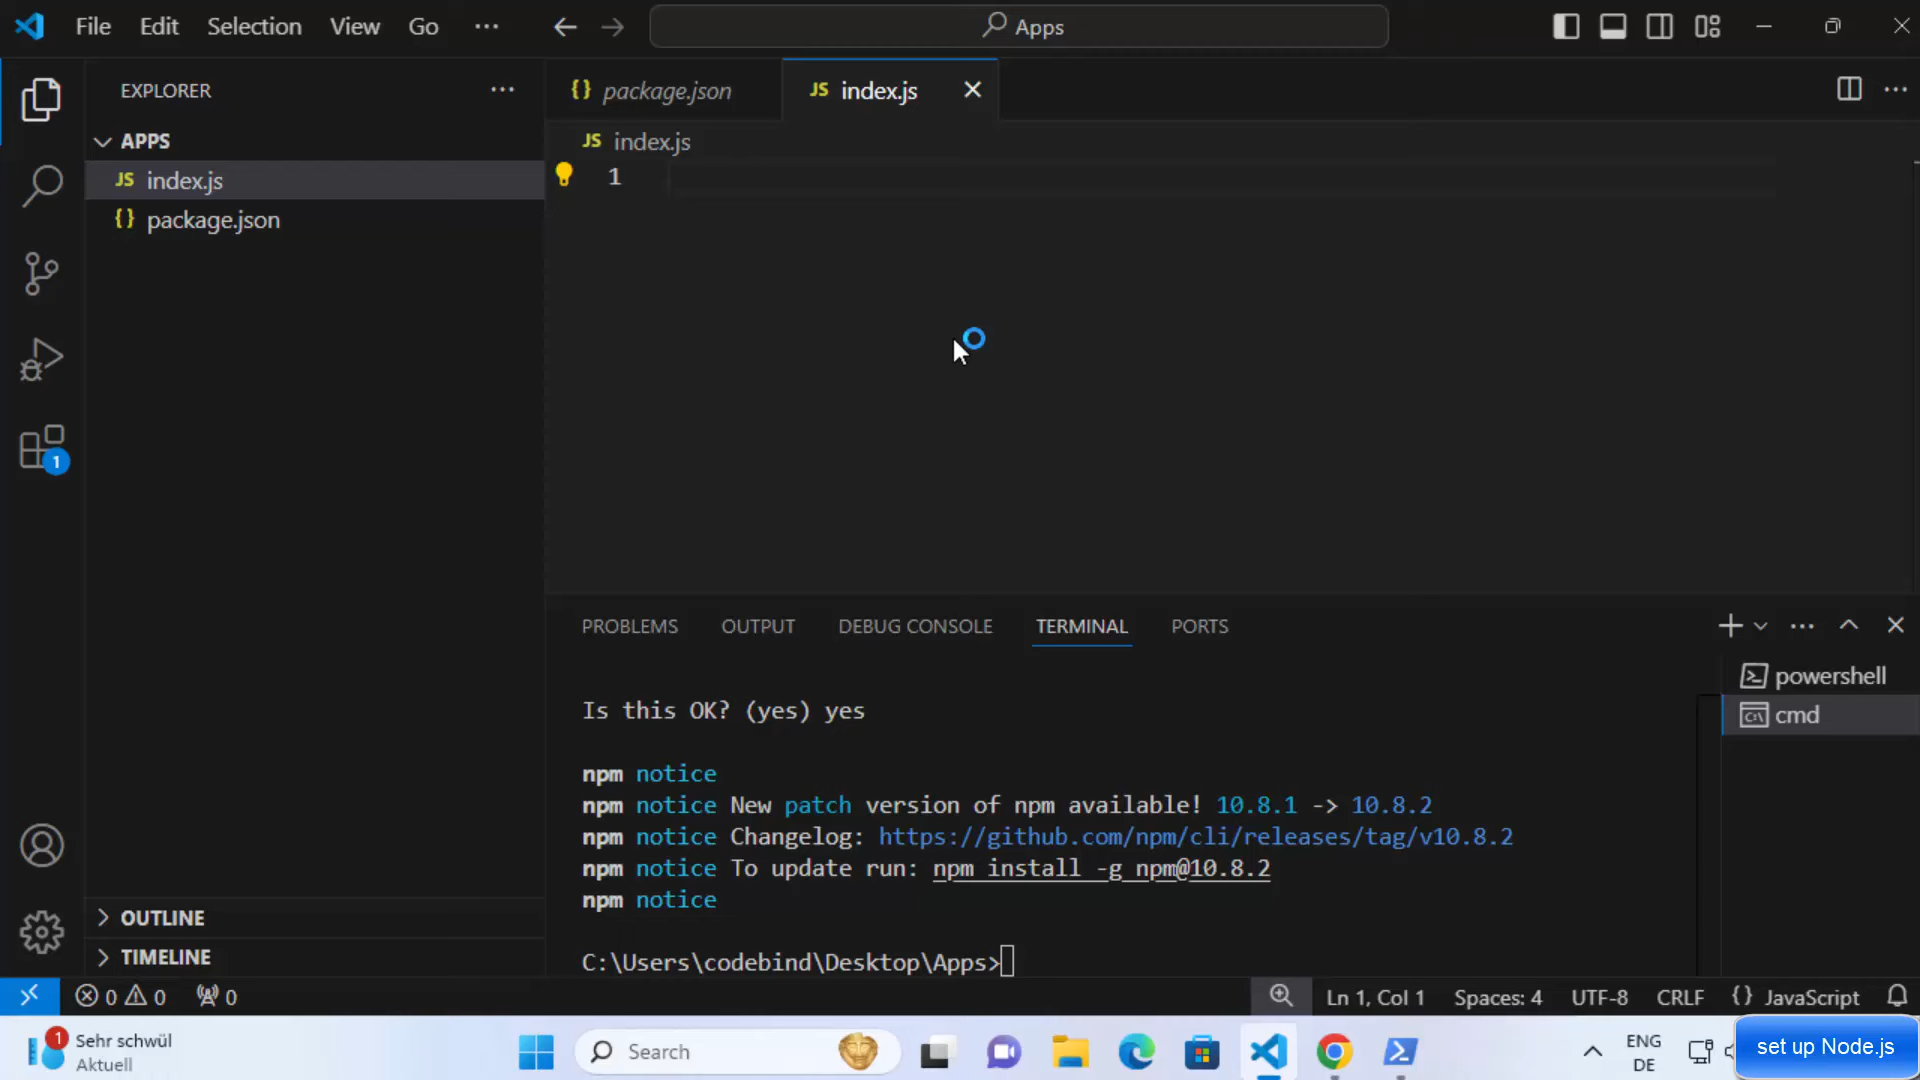 File Edit Selection View Go ··· Apps
EXPLORER ···
APPS
JS index.js
{} package.json
OUTLINE
TIMELINE
{} package.json JS index.js
JS index.js
1
PROBLEMS OUTPUT DEBUG CONSOLE TERMINAL PORTS
Is this OK? (yes) yes
npm notice
npm notice New patch version of npm available! 10.8.1 -> 10.8.2
npm notice Changelog: https://github.com/npm/cli/releases/tag/v10.8.2
npm notice To update run: npm install -g npm@10.8.2
npm notice
C:\Users\codebind\Desktop\Apps>
powershell
cmd
1
0 0 0 Ln 1, Col 1 Spaces: 4 UTF-8 CRLF {} JavaScript
1 Sehr schwül
Aktuell
Search
ENG
DE
set up Node.js